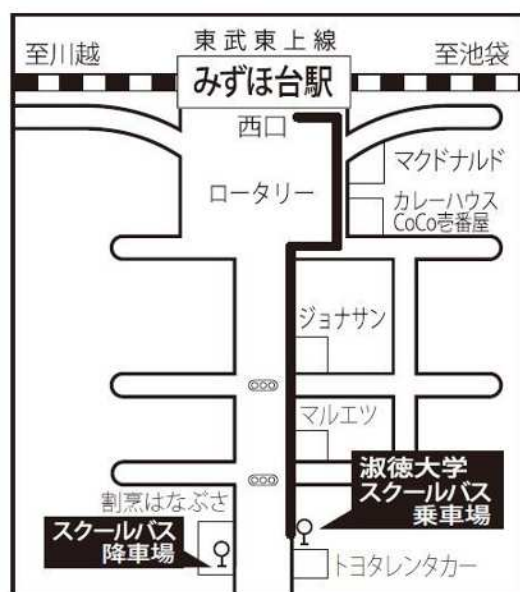 東武東上線
至川越
至池袋
みずほ台駅
西口
マクドナルド
ロータリー
カレーハウス
CoCo壱番屋
ジョナサン
マルエツ
淑徳大学
スクールバス
乗車場
割烹はなぶさ
スクールバス
降車場
トヨタレンタカー